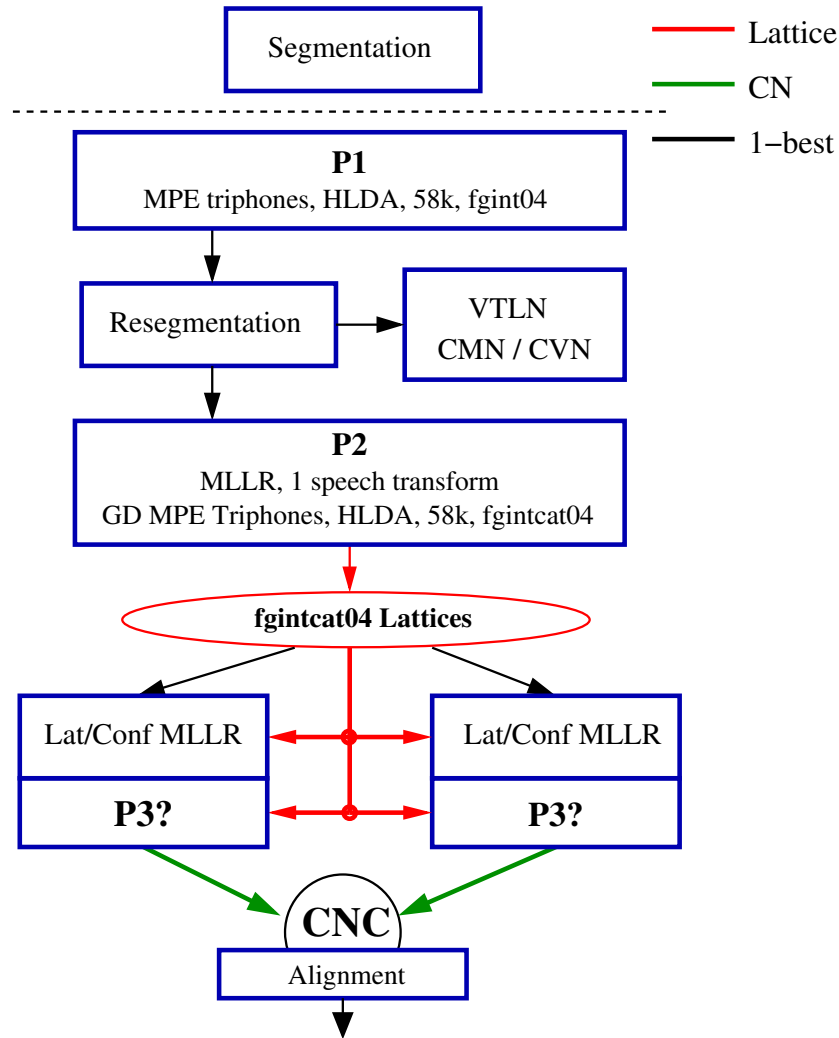 Segmentation
Lattice
CN
1−best
P1
MPE triphones, HLDA, 58k, fgint04
Resegmentation
VTLN
CMN / CVN
P2
MLLR, 1 speech transform
GD MPE Triphones, HLDA, 58k, fgintcat04
fgintcat04 Lattices
Lat/Conf MLLR
Lat/Conf MLLR
P3?
P3?
CNC
Alignment